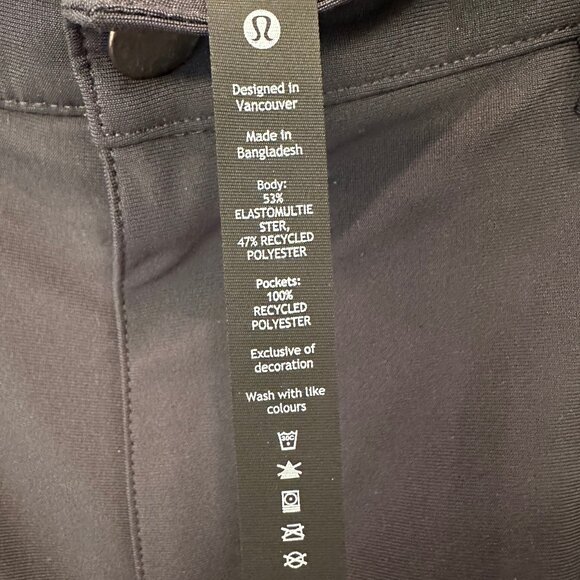 Designed in
Vancouver
Made in
Bangladesh
Body:
53%
ELASTOMULTIE
STER,
47% RECYCLED
POLYESTER
Pockets:
100%
RECYCLED
POLYESTER
Exclusive of
decoration
Wash with like
colours
30C